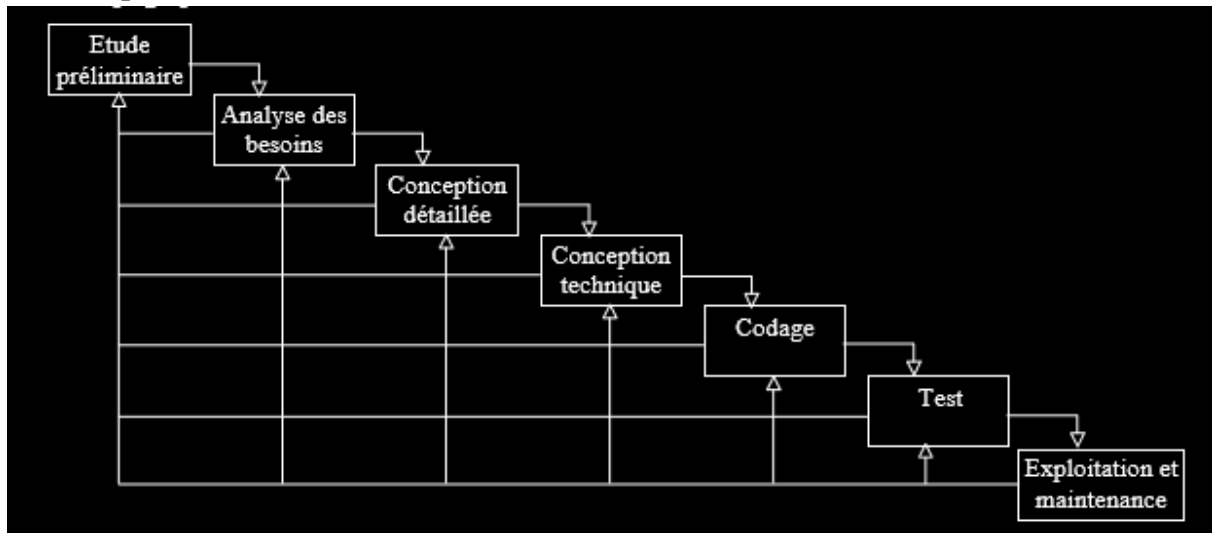 Etude
préliminaire
Analyse des
besoins
Conception
détaillée
Conception
technique
Codage
Test
Exploitation et
maintenance